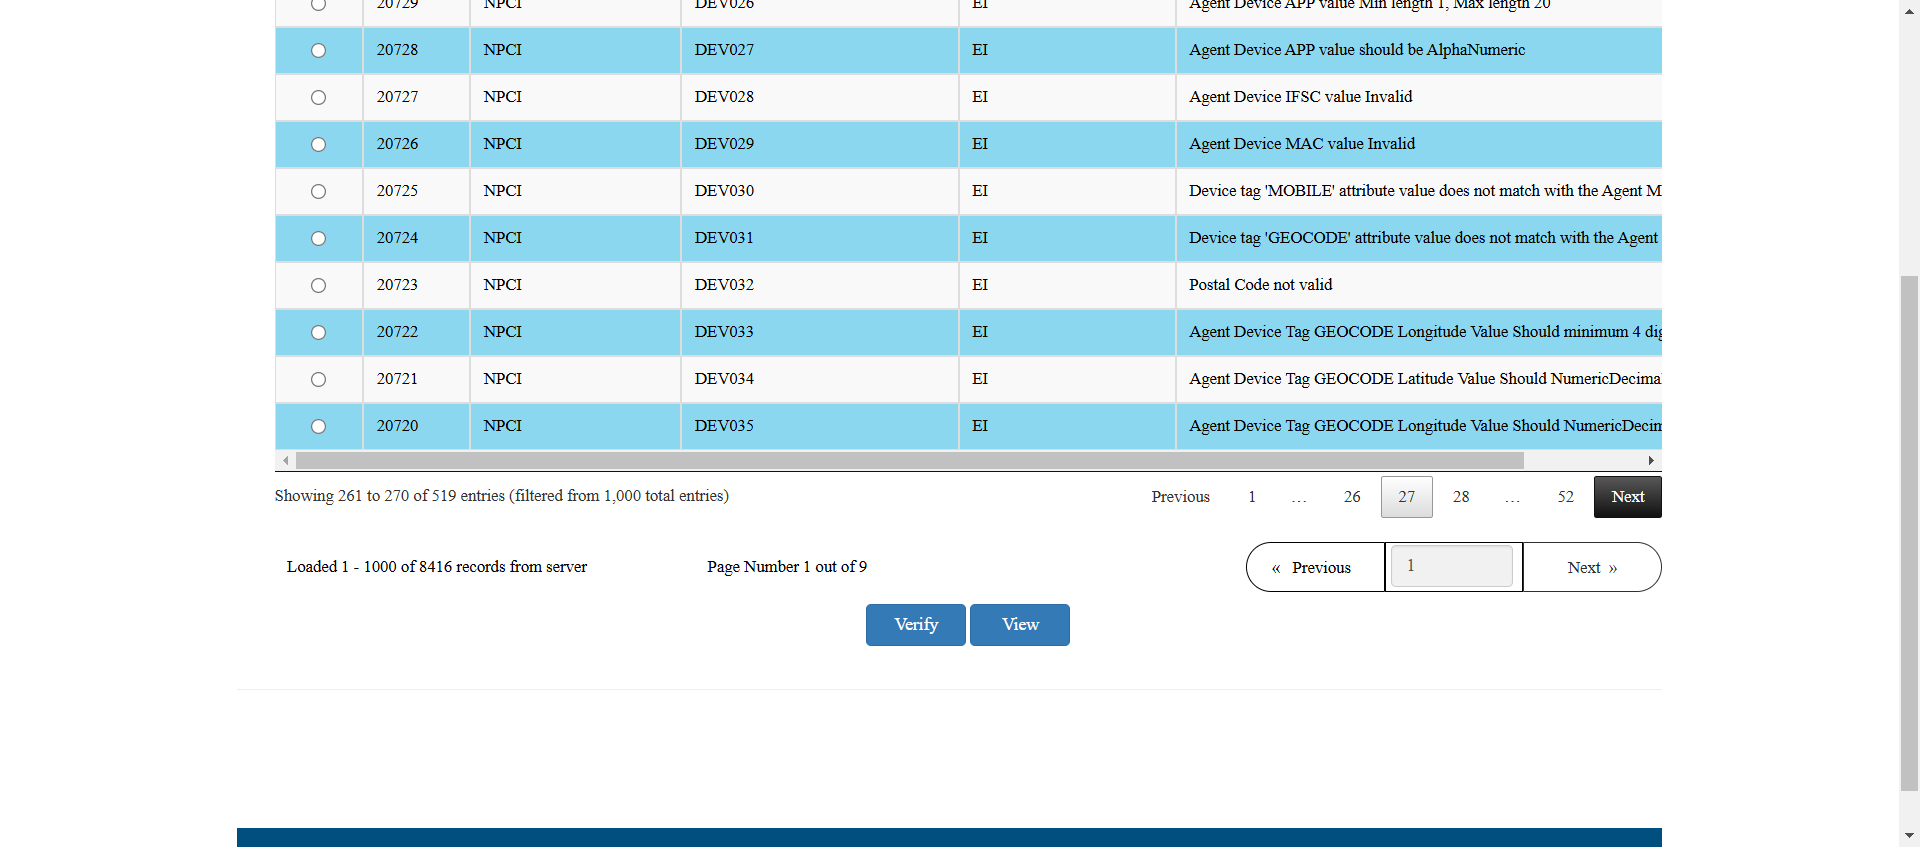 20729 NPCI DEV026 EI Agent Device APP value Min length 1, Max length 20
20728 NPCI DEV027 EI Agent Device APP value should be AlphaNumeric
20727 NPCI DEV028 EI Agent Device IFSC value Invalid
20726 NPCI DEV029 EI Agent Device MAC value Invalid
20725 NPCI DEV030 EI Device tag 'MOBILE' attribute value does not match with the Agent M
20724 NPCI DEV031 EI Device tag 'GEOCODE' attribute value does not match with the Agent
20723 NPCI DEV032 EI Postal Code not valid
20722 NPCI DEV033 EI Agent Device Tag GEOCODE Longitude Value Should minimum 4 dig
20721 NPCI DEV034 EI Agent Device Tag GEOCODE Latitude Value Should NumericDecima
20720 NPCI DEV035 EI Agent Device Tag GEOCODE Longitude Value Should NumericDecim
Showing 261 to 270 of 519 entries (filtered from 1,000 total entries) Previous 1 … 26 27 28 … 52 Next
Loaded 1 - 1000 of 8416 records from server Page Number 1 out of 9 « Previous 1 Next »
Verify View